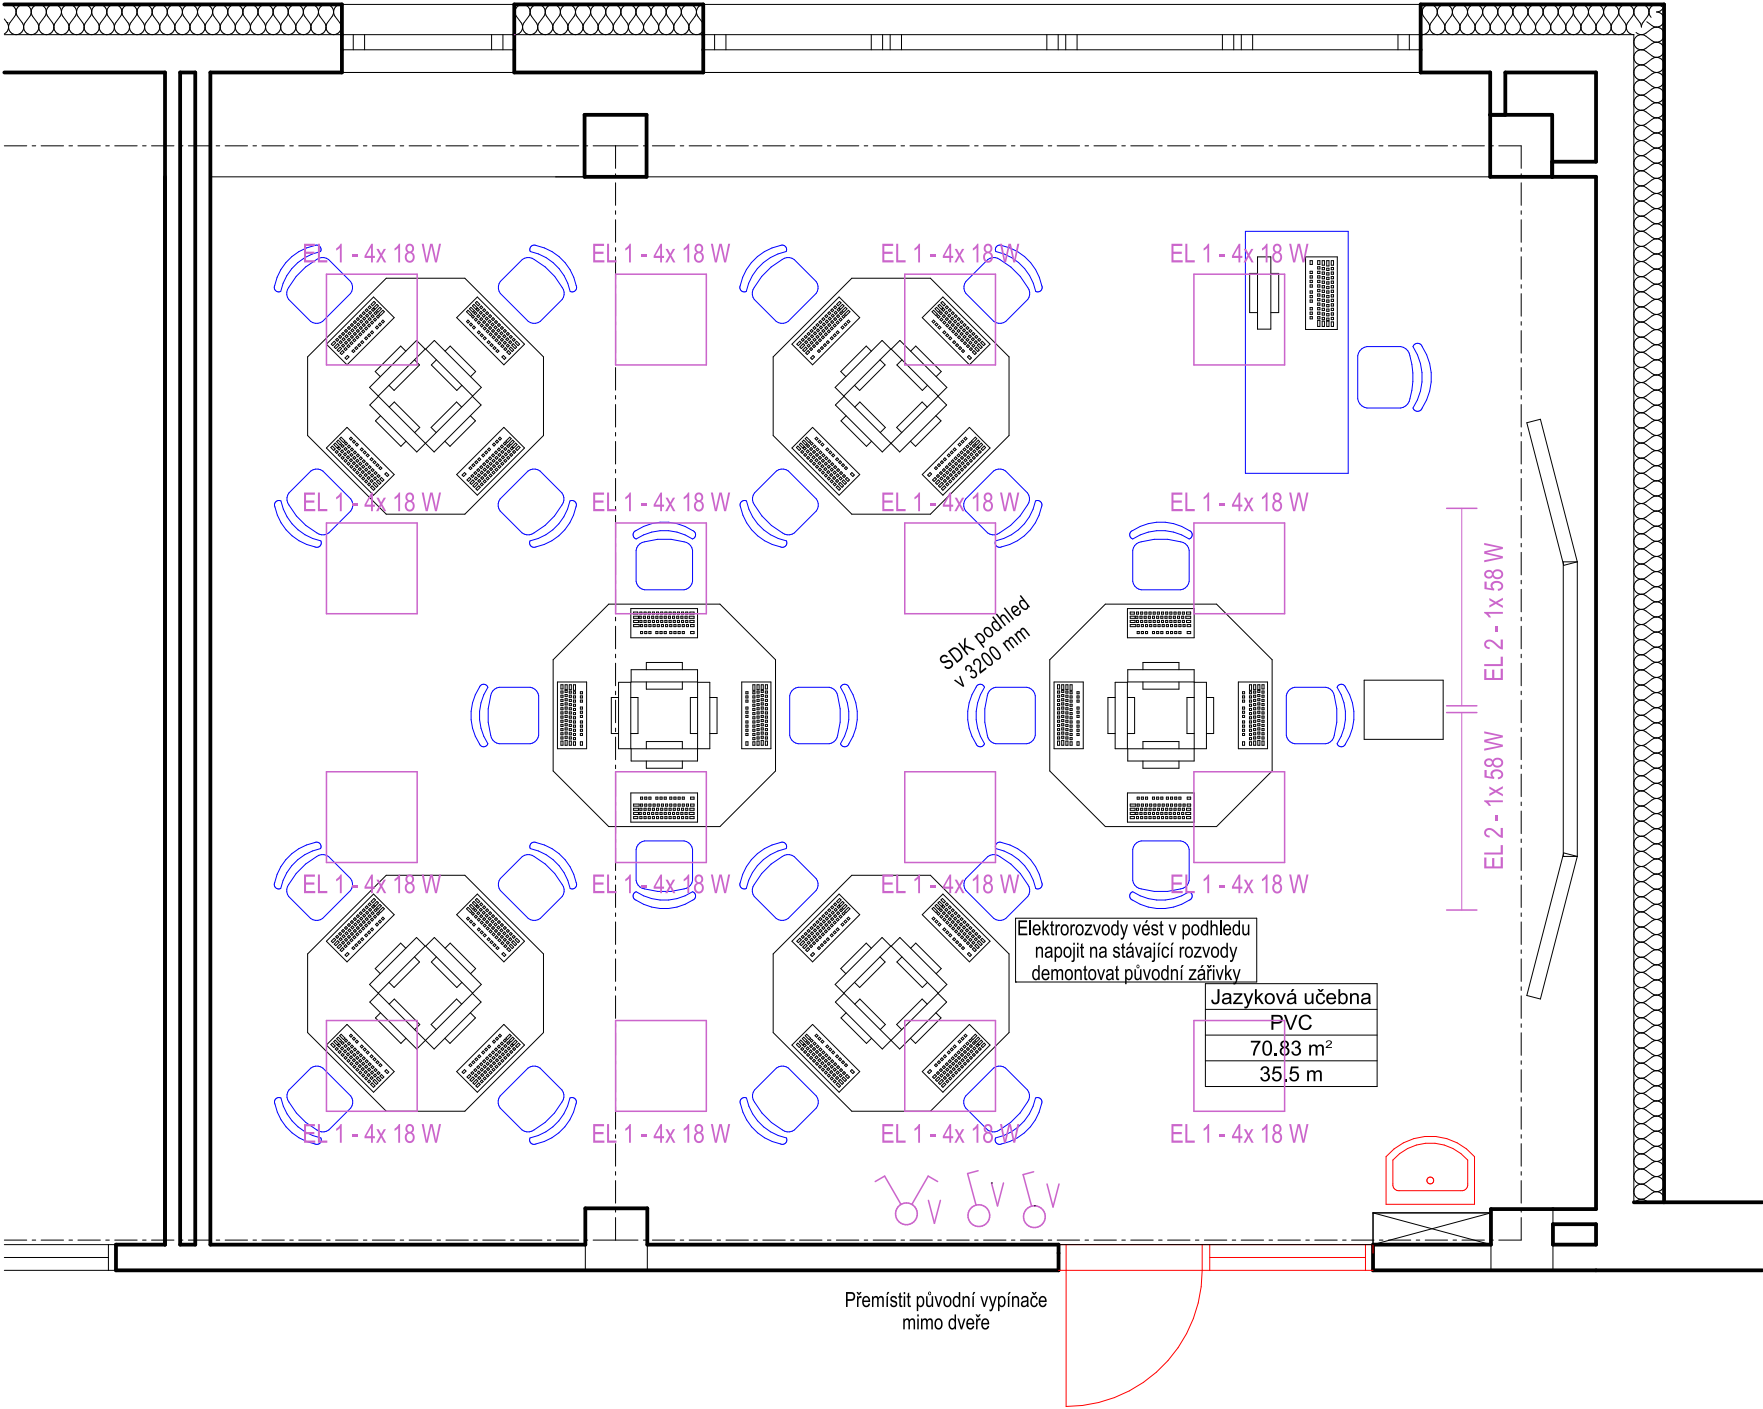 EL 1 - 4x 18 W
EL 1 - 4x 18 W
EL 1 - 4x 18 W
EL 1 - 4x 18 W
EL 1 - 4x 18 W
EL 1 - 4x 18 W
EL 1 - 4x 18 W
EL 1 - 4x 18 W
SDK podhled
v 3200 mm
EL 2 - 1x 58 W
EL 2 - 1x 58 W
EL 1 - 4x 18 W
EL 1 - 4x 18 W
EL 1 - 4x 18 W
EL 1 - 4x 18 W
Elektrorozvody vést v podhledu
napojit na stávající rozvody
demontovat původní zářivky
Jazyková učebna
PVC
70.83 m²
35.5 m
EL 1 - 4x 18 W
EL 1 - 4x 18 W
EL 1 - 4x 18 W
EL 1 - 4x 18 W
V
V
V
Přemístit původní vypínače
mimo dveře